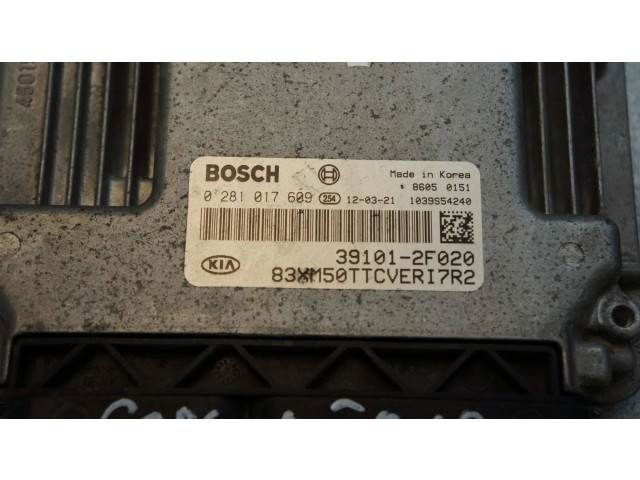 BOSCH
Made in Korea
8605 0151
0 281 017 609 254 12-03-21 1039S54240
39101-2F020
KIA
83XM50TTCVERI7R2